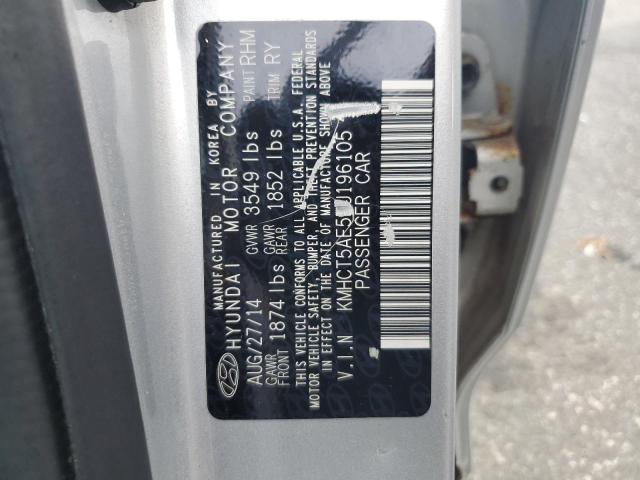 MANUFACTURED IN KOREA BY
HYUNDAI MOTOR COMPANY
AUG/27/14 GVWR 3549 lbs PAINT RHM
GAWR FRONT 1874 lbs GAWR REAR 1852 lbs TRIM RY
THIS VEHICLE CONFORMS TO ALL APPLICABLE U.S.A. FEDERAL
MOTOR VEHICLE SAFETY, BUMPER, AND THEFT PREVENTION STANDARDS
IN EFFECT ON THE DATE OF MANUFACTURE SHOWN ABOVE
V.I.N
PASSENGER CAR